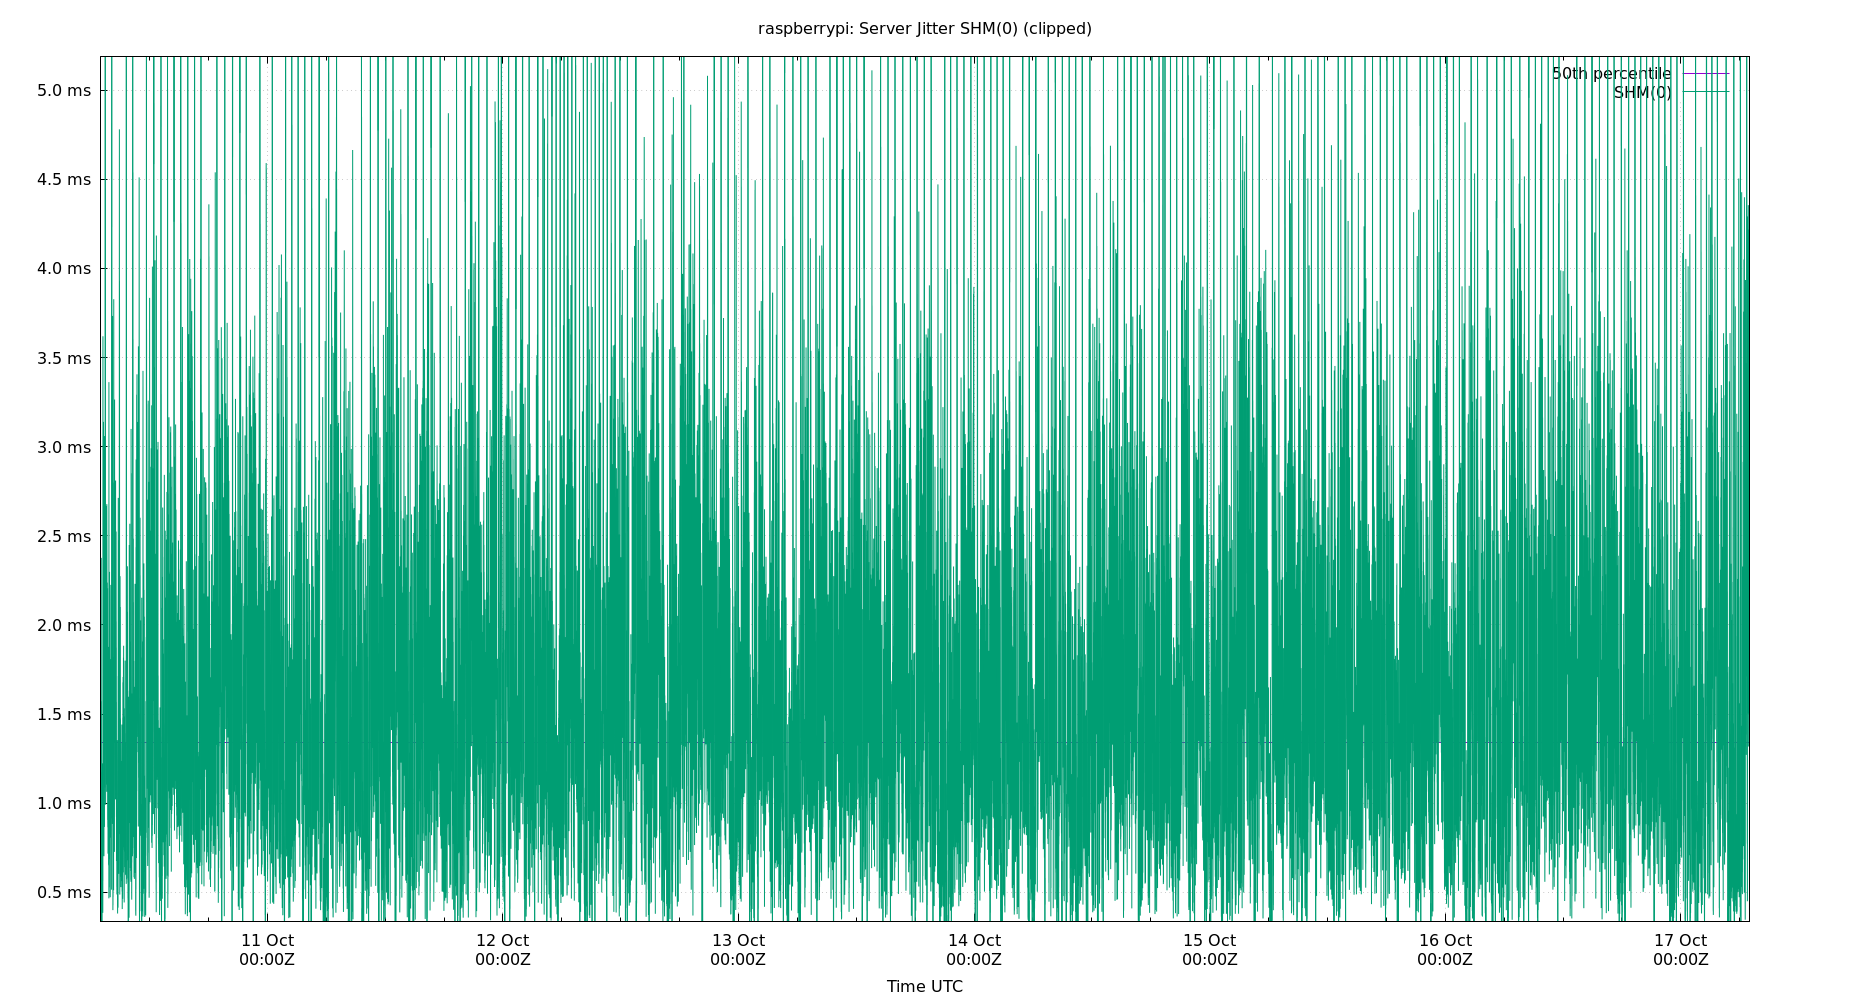 raspberrypi: Server Jitter SHM(0) (clipped)
50th percentile
SHM(0)
5.0 ms
4.5 ms
4.0 ms
3.5 ms
3.0 ms
2.5 ms
2.0 ms
1.5 ms
1.0 ms
0.5 ms
11 Oct 12 Oct 13 Oct 14 Oct 15 Oct 16 Oct 17 Oct
00:00Z 00:00Z 00:00Z 00:00Z 00:00Z 00:00Z 00:00Z
Time UTC